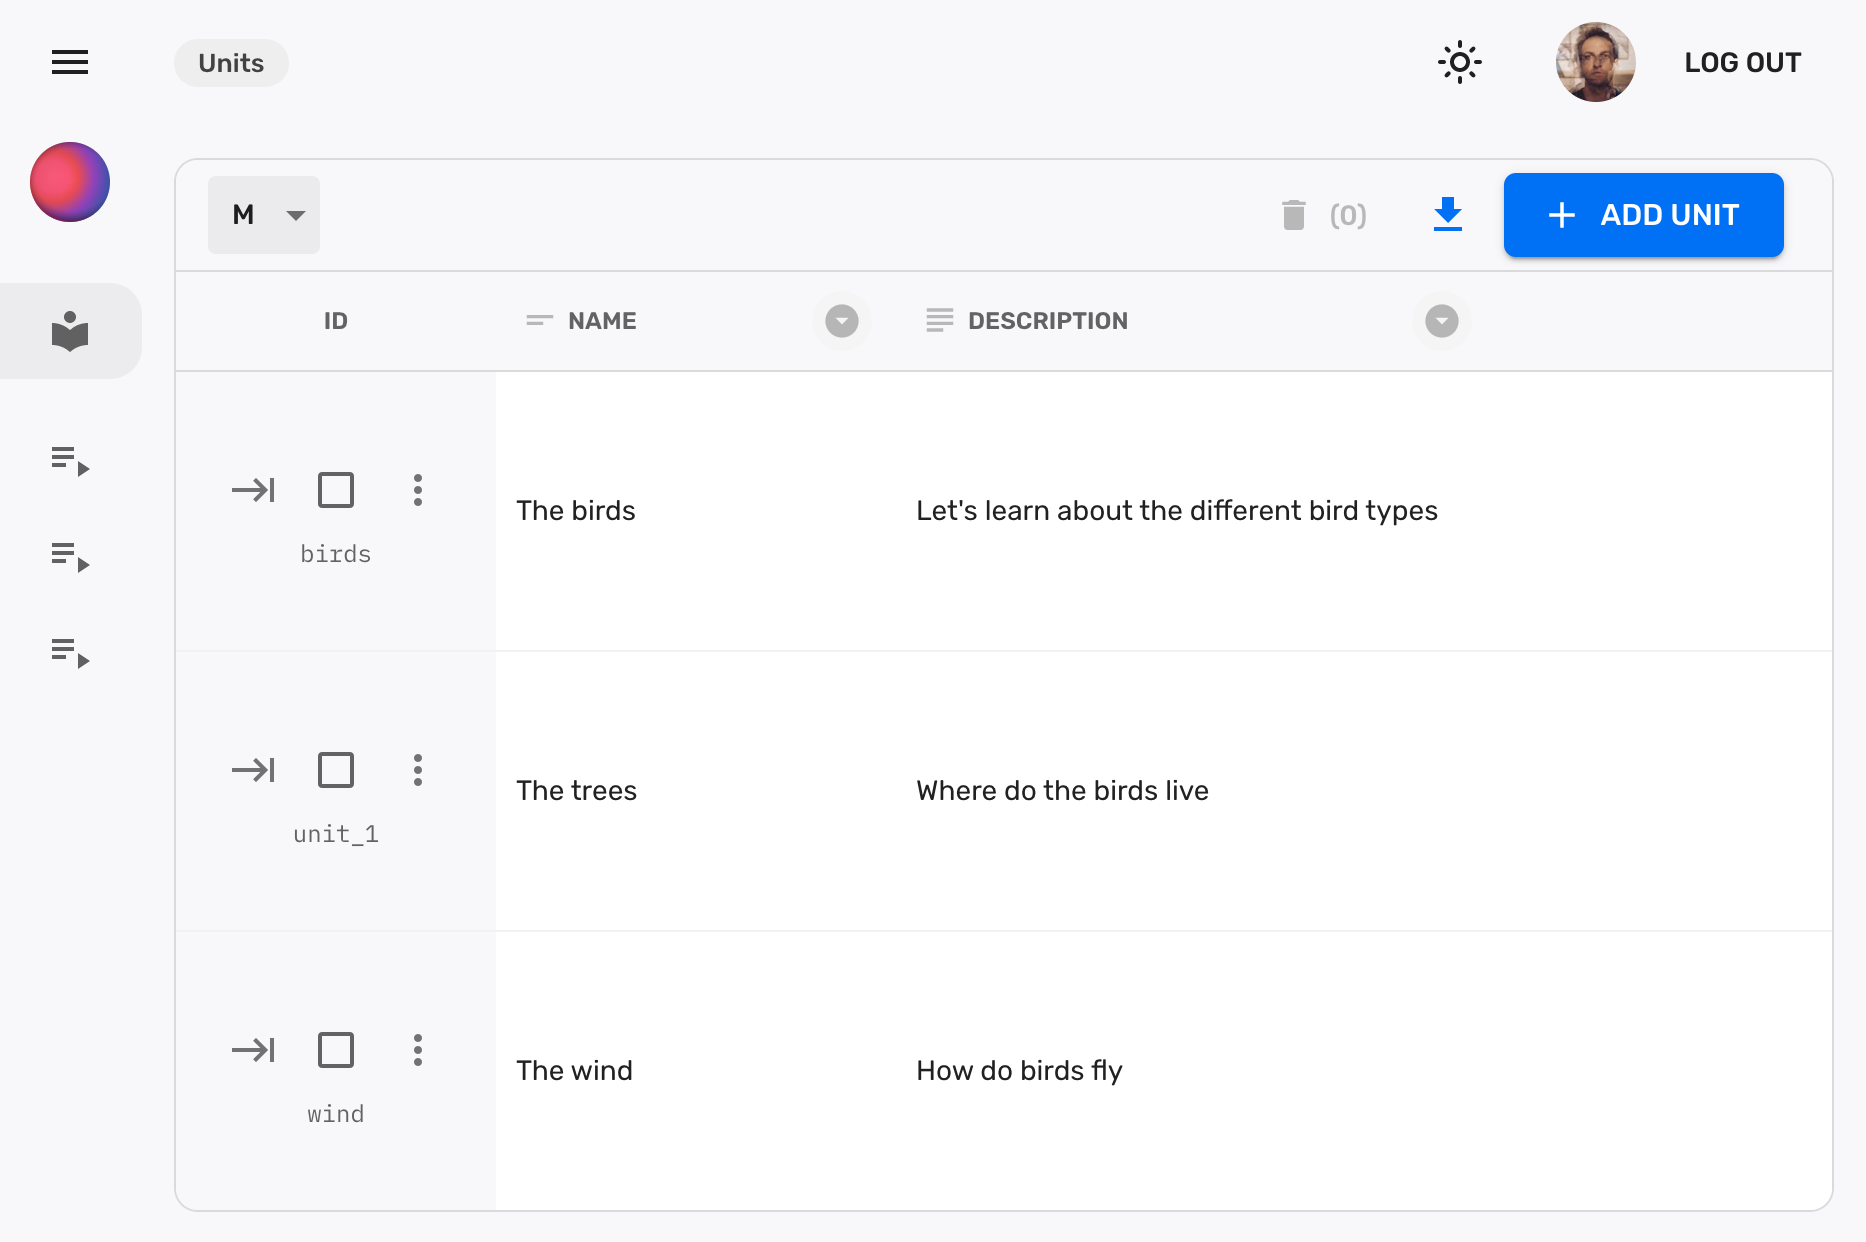 Units
LOG OUT
M
(0)
ADD UNIT
ID
NAME
DESCRIPTION
The birds
Let's learn about the different bird types
birds
The trees
Where do the birds live
unit_1
The wind
How do birds fly
wind